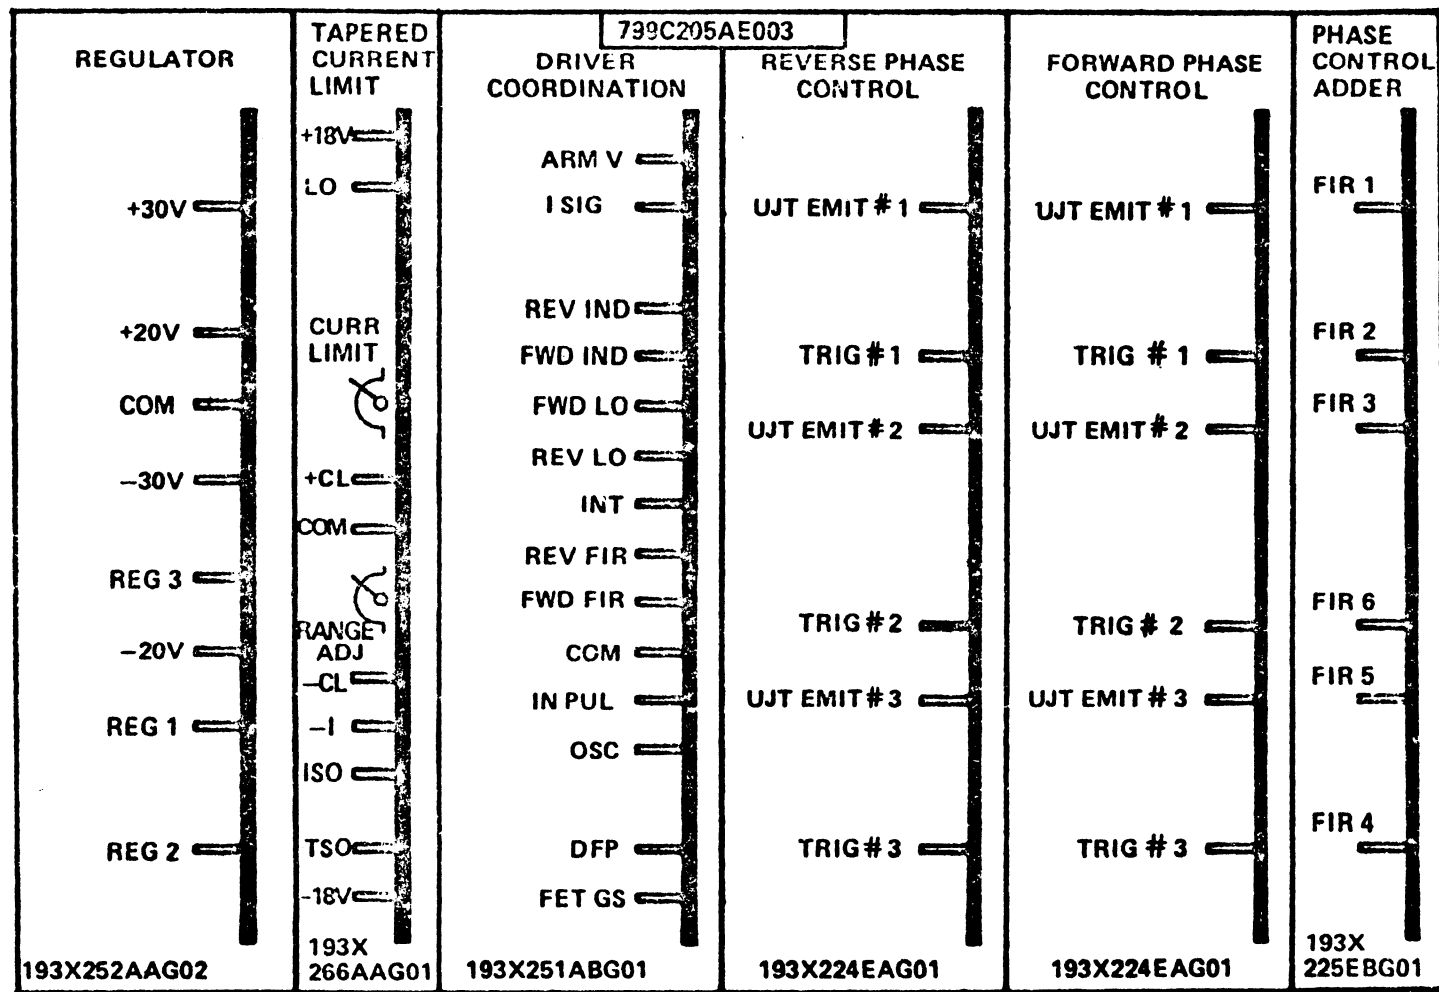 799C205AE003
REGULATOR
+30V
+20V
COM
−30V
REG 3
−20V
REG 1
REG 2
193X252AAG02
TAPERED
CURRENT
LIMIT
+18V
LO
CURR
LIMIT
+CL
COM
RANGE
ADJ
−CL
−I
ISO
TSO
-18V
193X
266AAG01
DRIVER
COORDINATION
ARM V
I SIG
REV IND
FWD IND
FWD LO
REV LO
INT
REV FIR
FWD FIR
COM
IN PUL
OSC
DFP
FET GS
193X251ABG01
REVERSE PHASE
CONTROL
UJT EMIT # 1
TRIG # 1
UJT EMIT # 2
TRIG # 2
UJT EMIT # 3
TRIG # 3
193X224EAG01
FORWARD PHASE
CONTROL
UJT EMIT # 1
TRIG # 1
UJT EMIT # 2
TRIG # 2
UJT EMIT # 3
TRIG # 3
193X224EAG01
PHASE
CONTROL
ADDER
FIR 1
FIR 2
FIR 3
FIR 6
FIR 5
FIR 4
193X
225EBG01